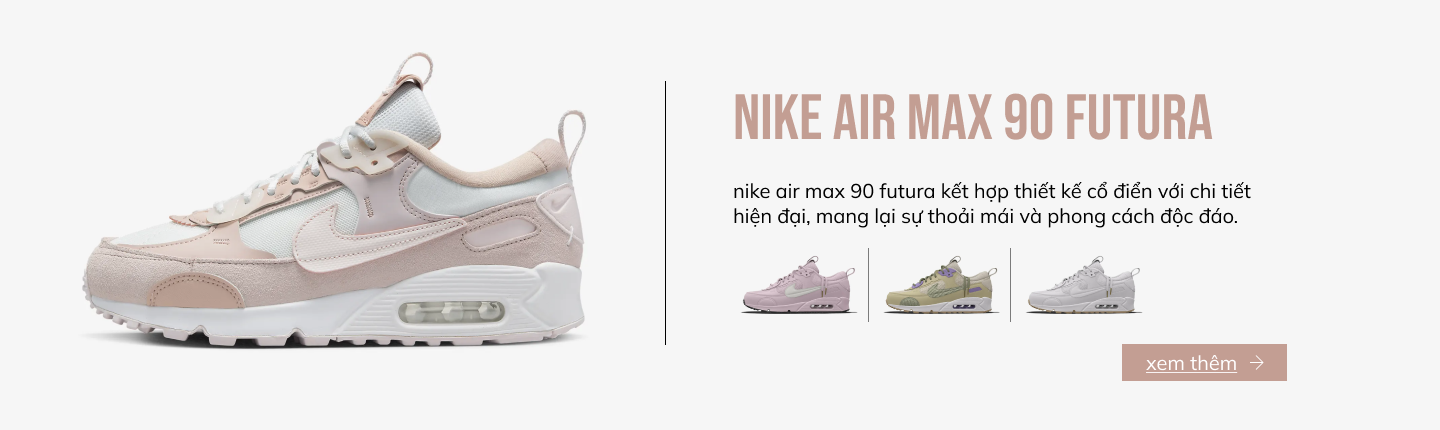 NIKE AIR MAX 90 FUTURA
nike air max 90 futura kết hợp thiết kế cổ điển với chi tiết
hiện đại, mang lại sự thoải mái và phong cách độc đáo.
xem thêm